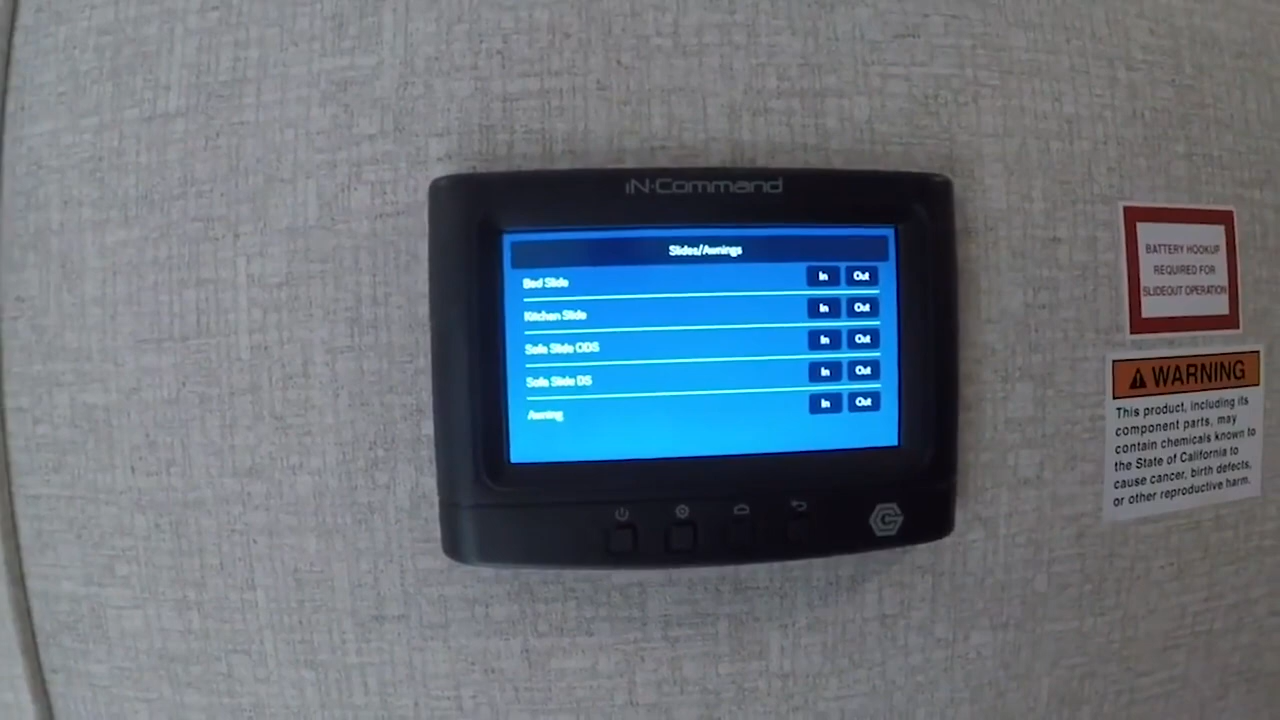 iN·Command
Slides/Awnings
Bed Slide In Out
Kitchen Slide In Out
Sofa Slide ODS In Out
Sofa Slide DS In Out
Awning In Out
BATTERY HOOKUP
REQUIRED FOR
SLIDEOUT OPERATION
WARNING
This product, including its
component parts, may
contain chemicals known to
the State of California to
cause cancer, birth defects,
or other reproductive harm.